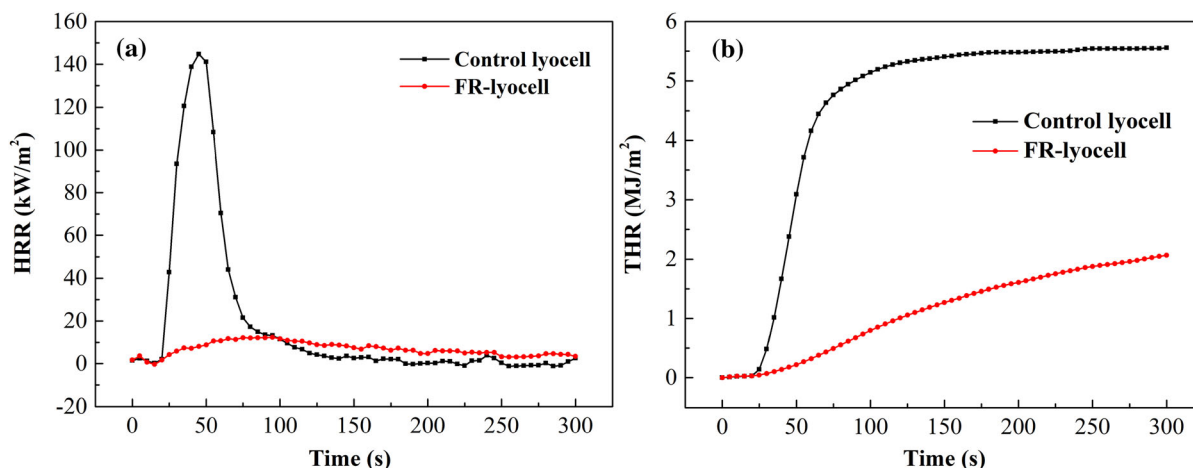 (a)
Control lyocell
FR-lyocell
HRR (kW/m²)
160
140
120
100
80
60
40
20
0
-20
0 50 100 150 200 250 300
Time (s)
(b)
Control lyocell
FR-lyocell
THR (MJ/m²)
6
5
4
3
2
1
0
0 50 100 150 200 250 300
Time (s)